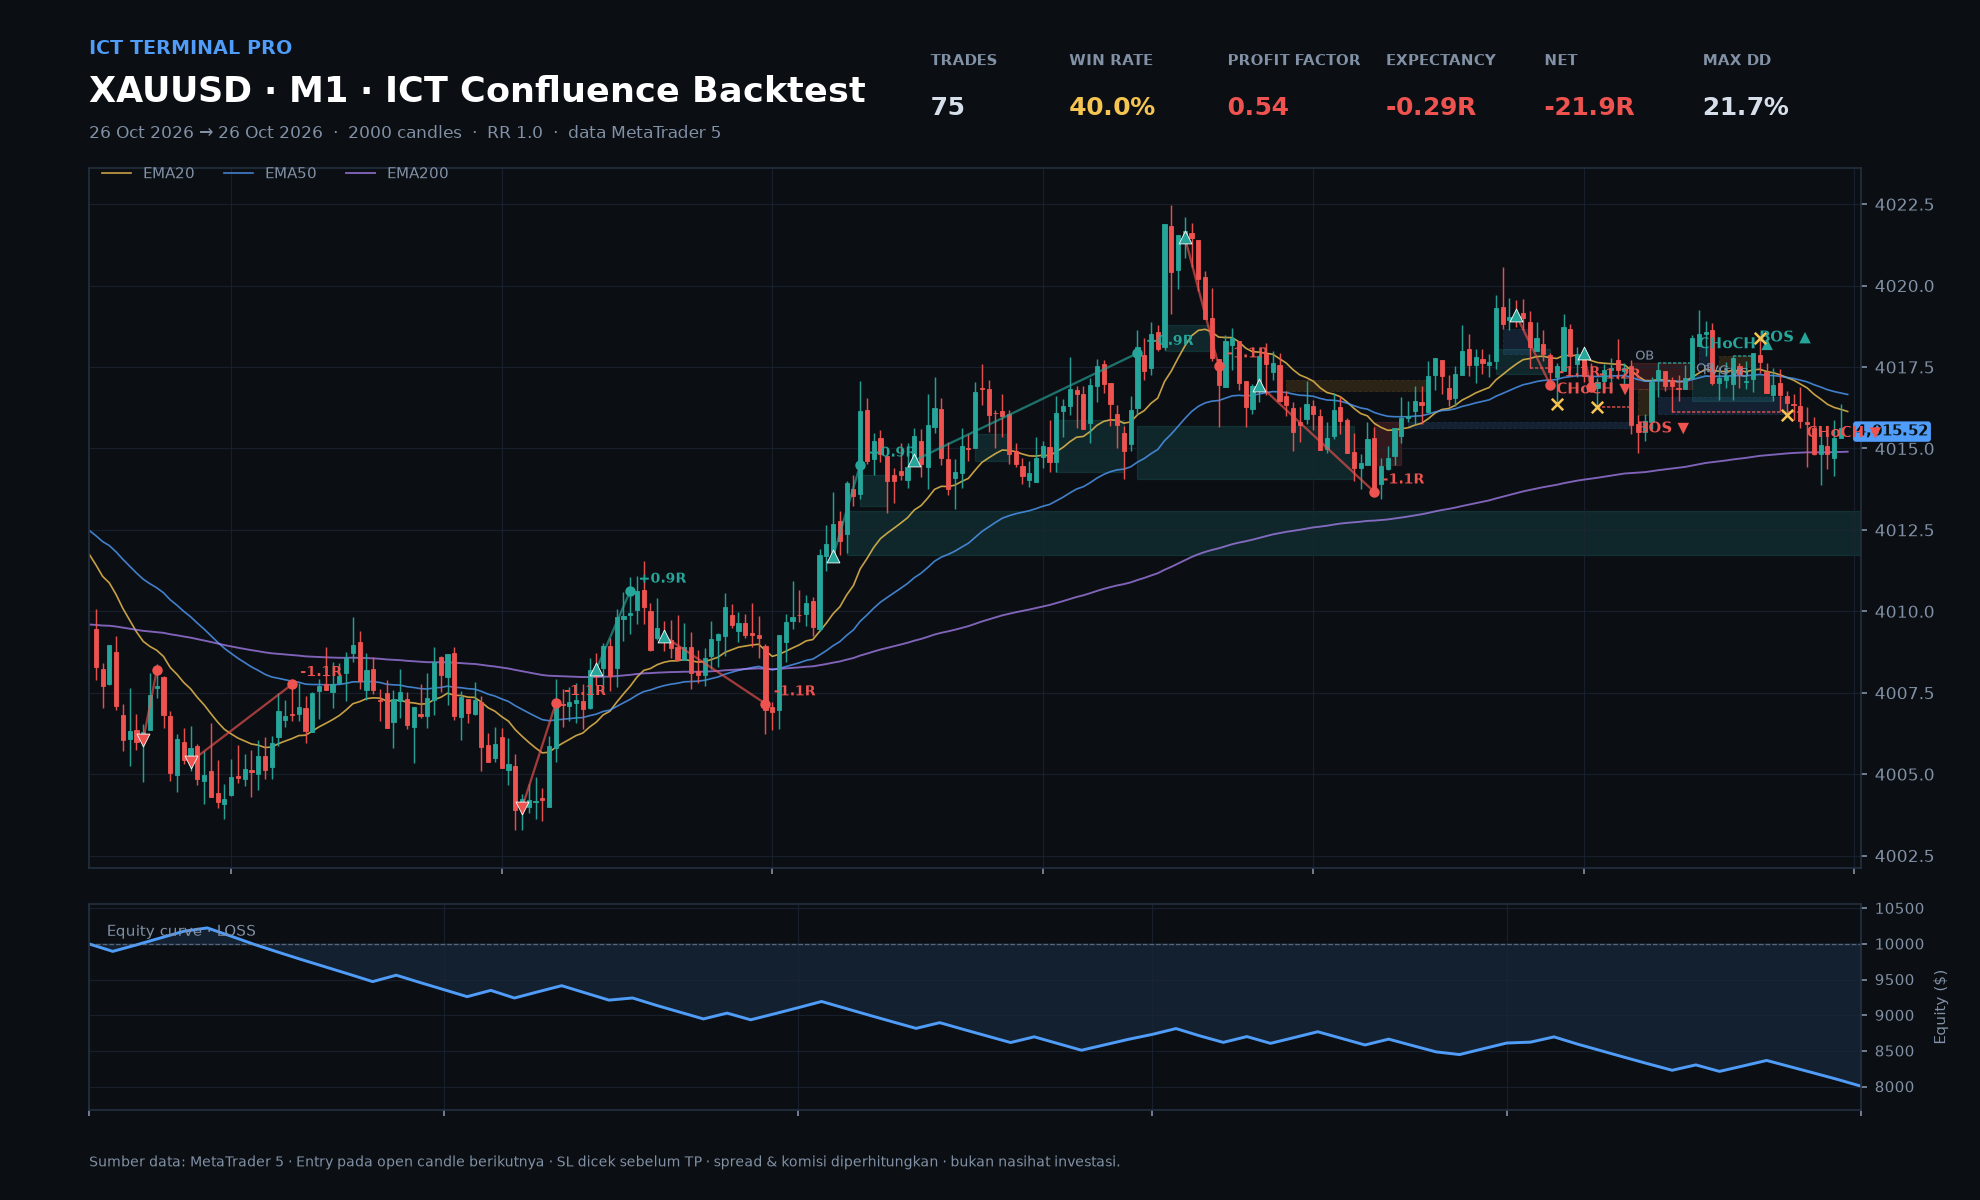 ICT TERMINAL PRO
XAUUSD · M1 · ICT Confluence Backtest
26 Oct 2026 → 26 Oct 2026 · 2000 candles · RR 1.0 · data MetaTrader 5
TRADES WIN RATE PROFIT FACTOR EXPECTANCY NET MAX DD
75 40.0% 0.54 -0.29R -21.9R 21.7%
EMA20 EMA50 EMA200
4022.5
4020.0
4017.5
4015.0
4012.5
4010.0
4007.5
4005.0
4002.5
-1.1R
-1.1R
+0.9R
-1.1R
-1.1R
OB
CHoCH ▲
BOS ▲
CHoCH ▼
BOS ▼
CHoCH
Equity curve · LOSS
10500
10000
9500
9000
8500
8000
Equity ($)
Sumber data: MetaTrader 5 · Entry pada open candle berikutnya · SL dicek sebelum TP · spread & komisi diperhitungkan · bukan nasihat investasi.